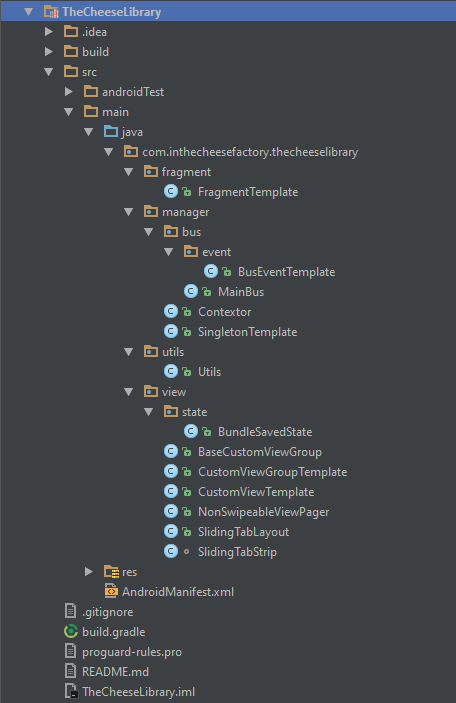 TheCheeseLibrary
.idea
build
src
androidTest
main
java
com.inthecheesefactory.thecheeselibrary
fragment
FragmentTemplate
manager
bus
event
BusEventTemplate
MainBus
Contextor
SingletonTemplate
utils
Utils
view
state
BundleSavedState
BaseCustomViewGroup
CustomViewGroupTemplate
CustomViewTemplate
NonSwipeableViewPager
SlidingTabLayout
SlidingTabStrip
res
AndroidManifest.xml
.gitignore
build.gradle
proguard-rules.pro
README.md
TheCheeseLibrary.iml